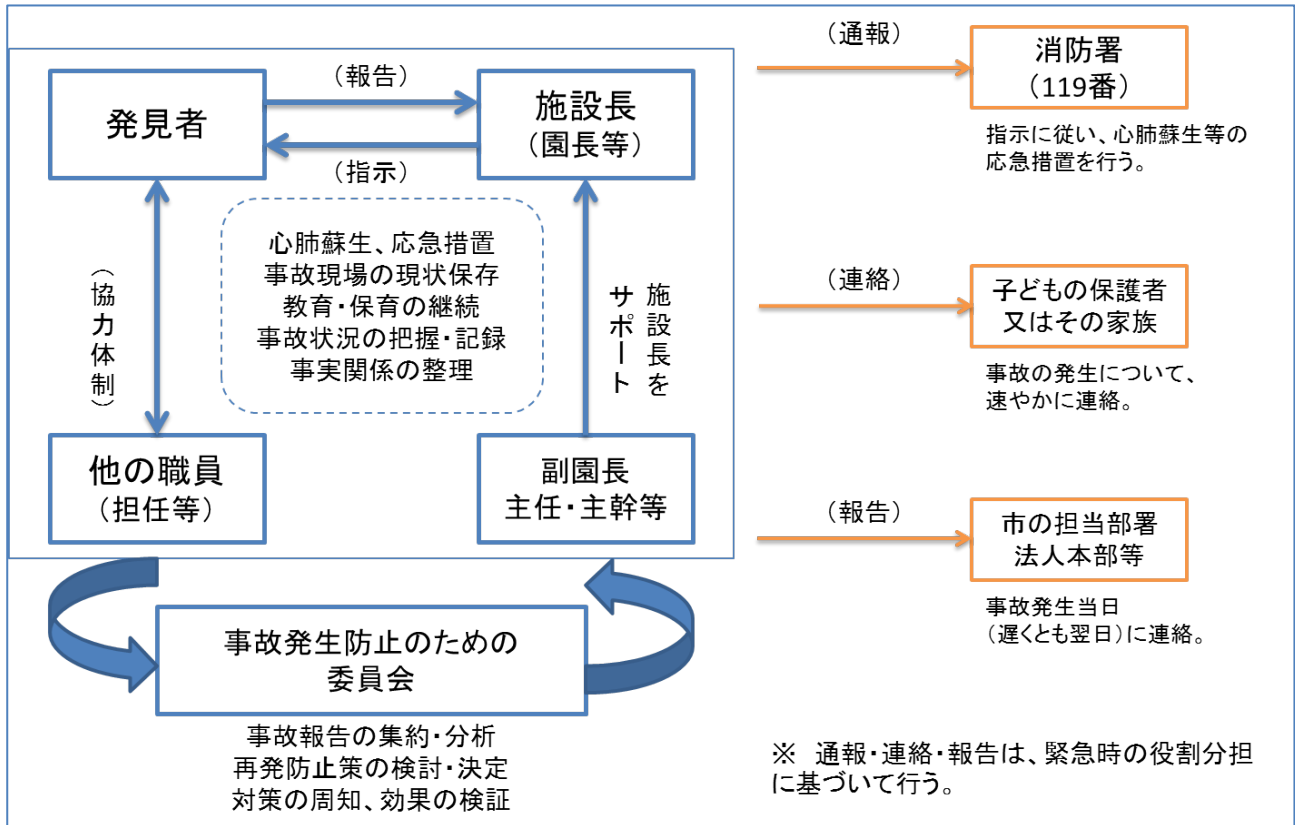 発見者
（報告）
施設長
（園長等）
（指示）
心肺蘇生、応急措置
事故現場の現状保存
教育・保育の継続
事故状況の把握・記録
事実関係の整理
（協力体制）
施設長を
サポート
他の職員
（担任等）
副園長
主任・主幹等
事故発生防止のための
委員会
事故報告の集約・分析
再発防止策の検討・決定
対策の周知、効果の検証
（通報）
消防署
（119番）
指示に従い、心肺蘇生等の
応急措置を行う。
（連絡）
子どもの保護者
又はその家族
事故の発生について、
速やかに連絡。
（報告）
市の担当部署
法人本部等
事故発生当日
（遅くとも翌日）に連絡。
※　通報・連絡・報告は、緊急時の役割分担
に基づいて行う。